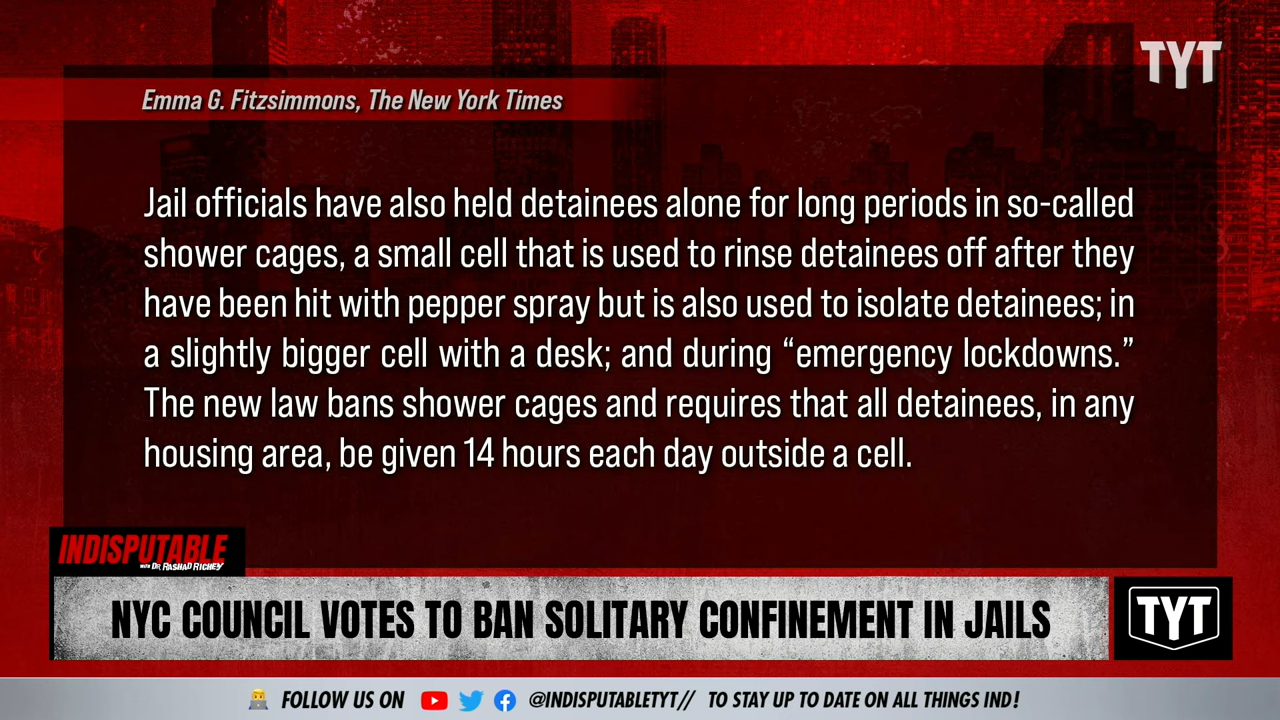 TYT
Emma G. Fitzsimmons, The New York Times
Jail officials have also held detainees alone for long periods in so-called
shower cages, a small cell that is used to rinse detainees off after they
have been hit with pepper spray but is also used to isolate detainees; in
a slightly bigger cell with a desk; and during “emergency lockdowns.”
The new law bans shower cages and requires that all detainees, in any
housing area, be given 14 hours each day outside a cell.
INDISPUTABLE
WITH DR. RASHAD RICHEY
NYC COUNCIL VOTES TO BAN SOLITARY CONFINEMENT IN JAILS
TYT
FOLLOW US ON @INDISPUTABLETYT// TO STAY UP TO DATE ON ALL THINGS IND!